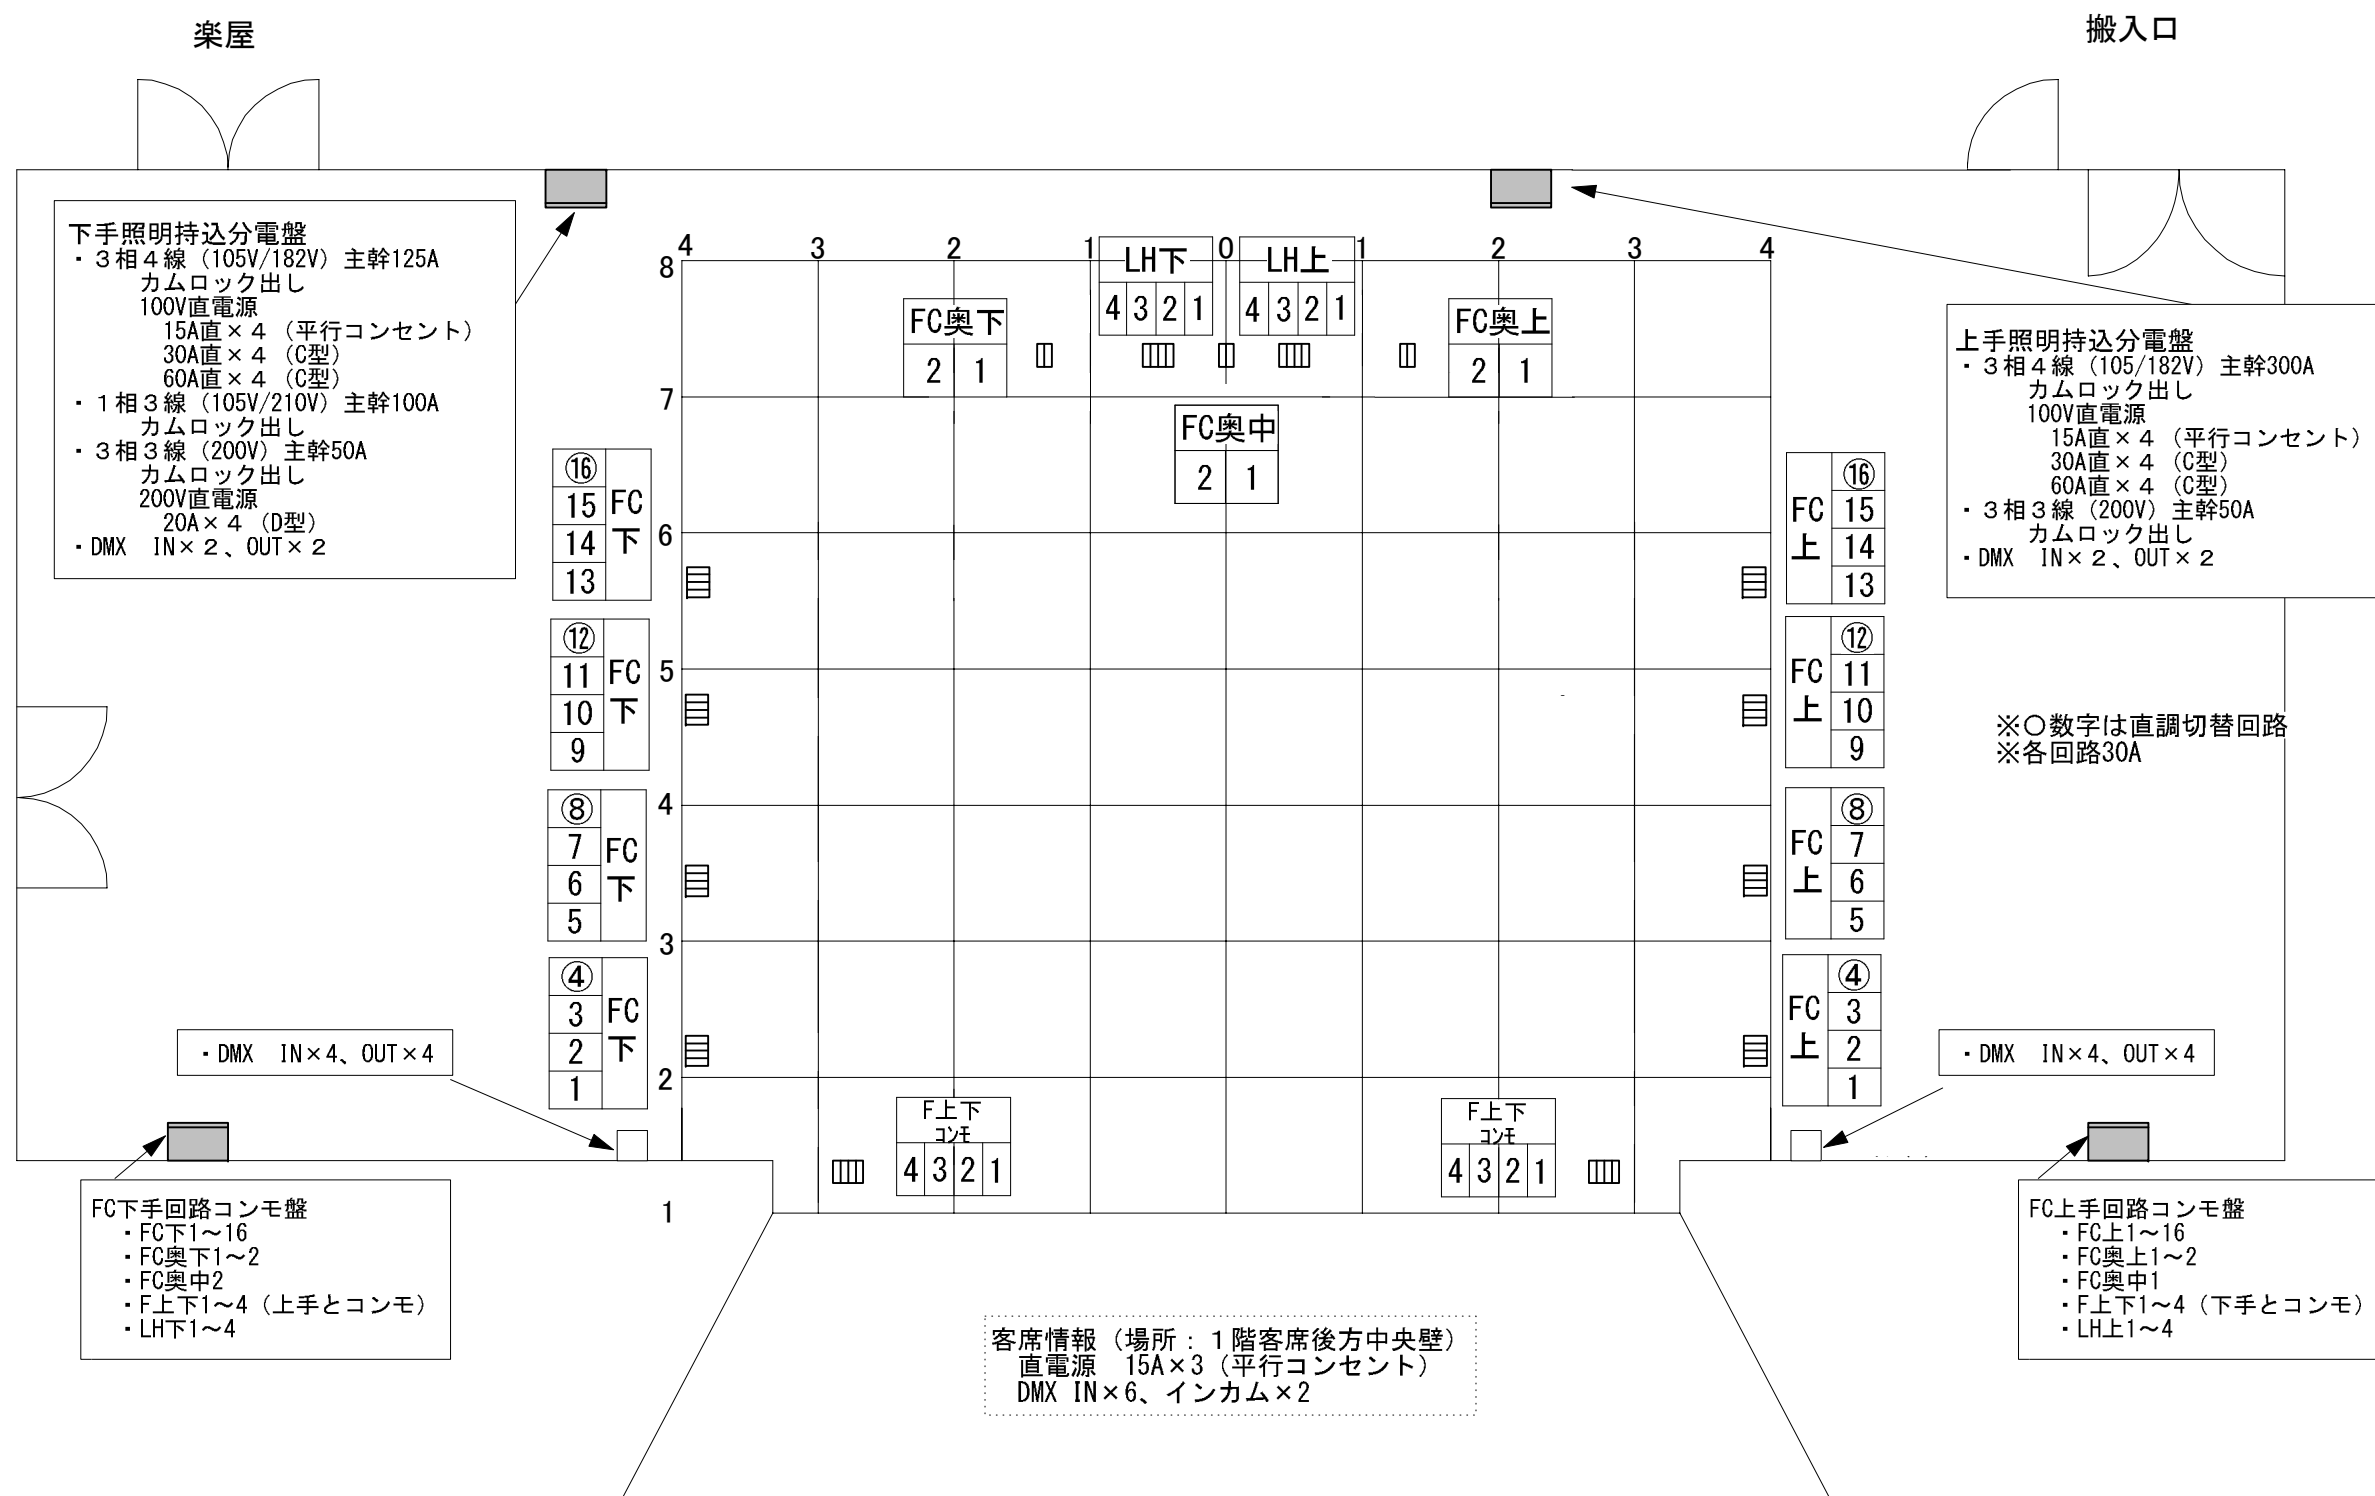 楽屋
搬入口
下手照明持込分電盤
・３相４線（105V/182V）主幹125A
カムロック出し
100V直電源
15A直×４（平行コンセント）
30A直×４（C型）
60A直×４（C型）
・１相３線（105V/210V）主幹100A
カムロック出し
・３相３線（200V）主幹50A
カムロック出し
200V直電源
20A×４（D型）
・DMX　IN×２、OUT×２
4 3 2 1 0 1 2 3 4
8
7
6
5
4
3
2
1
LH下
4 3 2 1
LH上
4 3 2 1
FC奥下
2 1
FC奥上
2 1
FC奥中
2 1
上手照明持込分電盤
・３相４線（105/182V）主幹300A
カムロック出し
100V直電源
15A直×４（平行コンセント）
30A直×４（C型）
60A直×４（C型）
・３相３線（200V）主幹50A
カムロック出し
・DMX　IN×２、OUT×２
FC下
⑯
15
14
13
FC下
⑫
11
10
9
FC下
⑧
7
6
5
FC下
④
3
2
1
FC上
⑯
15
14
13
FC上
⑫
11
10
9
FC上
⑧
7
6
5
FC上
④
3
2
1
※〇数字は直調切替回路
※各回路30A
・DMX　IN×4、OUT×4
・DMX　IN×4、OUT×4
F上下
コンモ
4 3 2 1
F上下
コンモ
4 3 2 1
FC下手回路コンモ盤
・FC下1～16
・FC奥下1～2
・FC奥中2
・F上下1～4（上手とコンモ）
・LH下1～4
FC上手回路コンモ盤
・FC上1～16
・FC奥上1～2
・FC奥中1
・F上下1～4（下手とコンモ）
・LH上1～4
客席情報（場所：１階客席後方中央壁）
直電源　15A×3（平行コンセント）
DMX IN×6、インカム×2